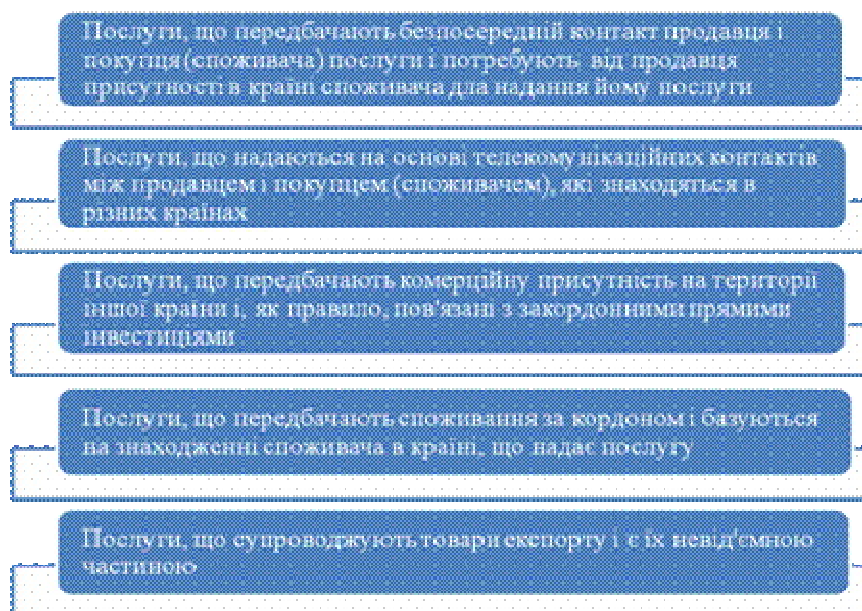 Послуги, що передбачають безпосередній контакт продавця і
покупця (споживача) послуги і потребують від продавця
присутності в країні споживача для надання йому послуги
Послуги, що надаються на основі телекомунікаційних контактів
між продавцем і покупцем (споживачем), які знаходяться в
різних країнах
Послуги, що передбачають комерційну присутність на території
іншої країни і, як правило, пов'язані з закордонними прямими
інвестиціями
Послуги, що передбачають споживання за кордоном і базуються
на знаходженні споживача в країні, що надає послугу
Послуги, що супроводжують товари експорту і є їх невід'ємною
частиною